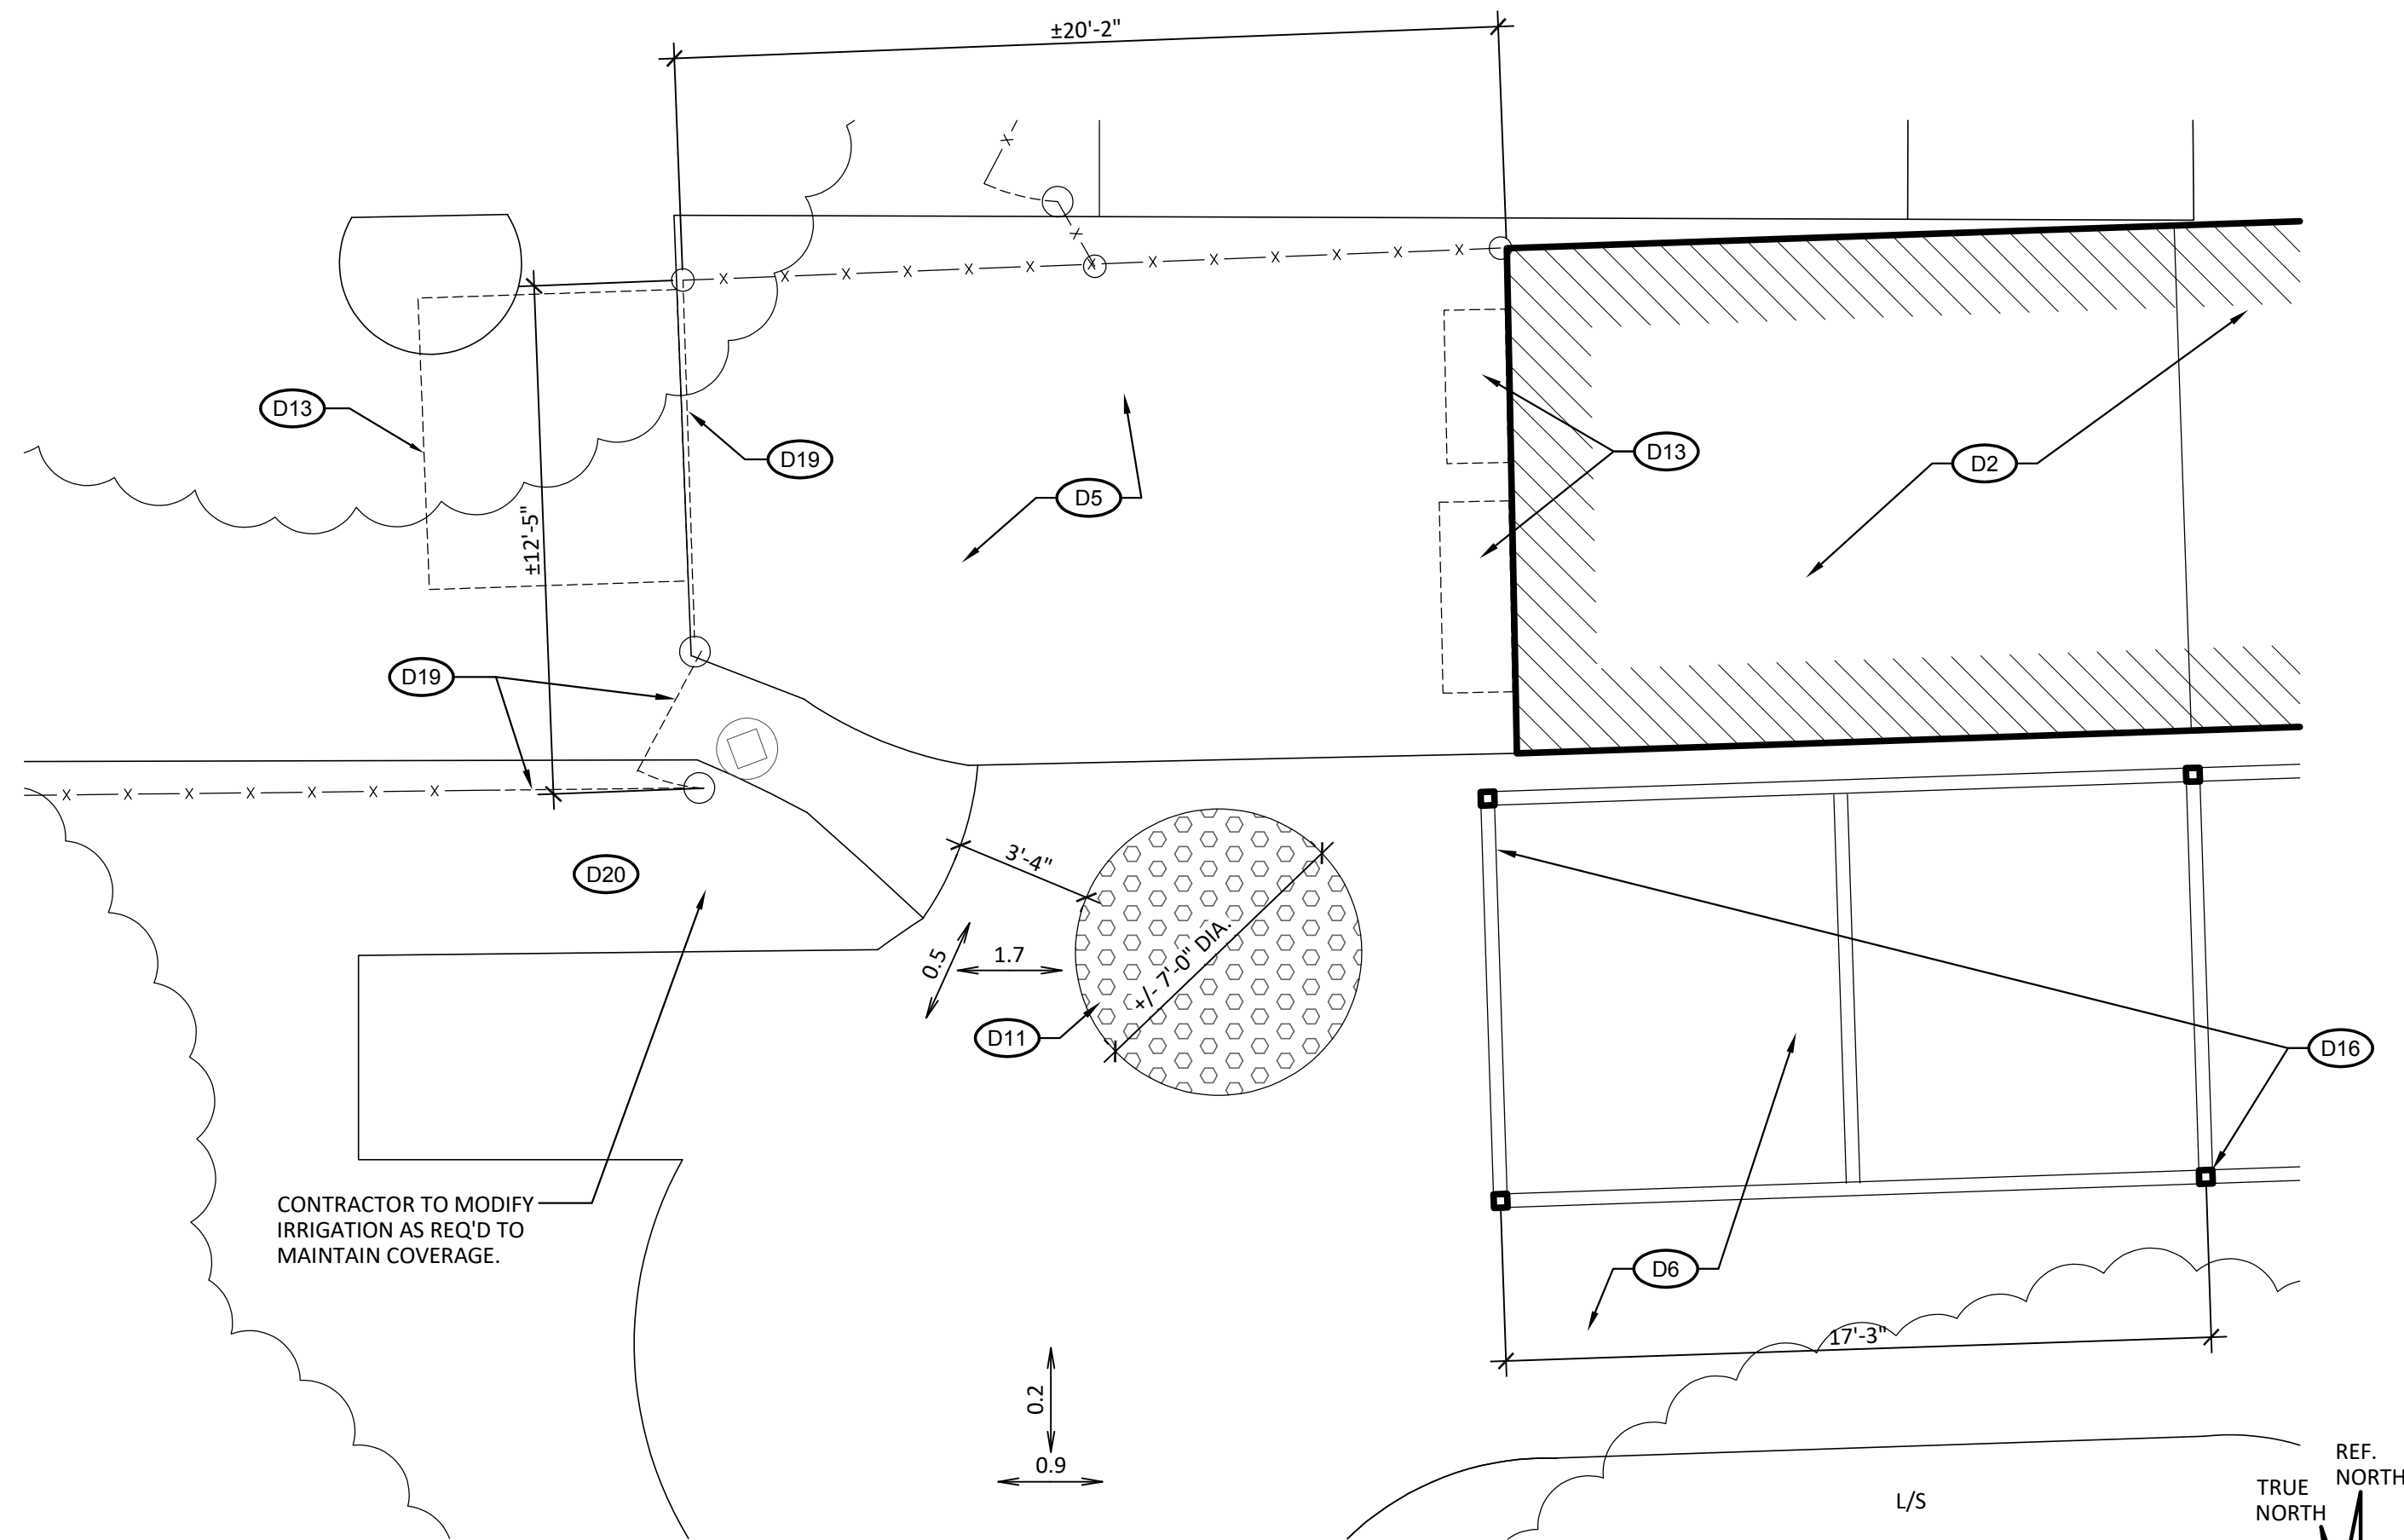 ±20'-2"
D13
D19
D5
D13
D2
±12'-5"
D19
D20
3'-4"
0.5
1.7
+/- 7'-0" DIA.
D11
D16
CONTRACTOR TO MODIFY
IRRIGATION AS REQ'D TO
MAINTAIN COVERAGE.
D6
17'-3"
0.2
0.9
L/S
TRUE
NORTH
REF.
NORTH